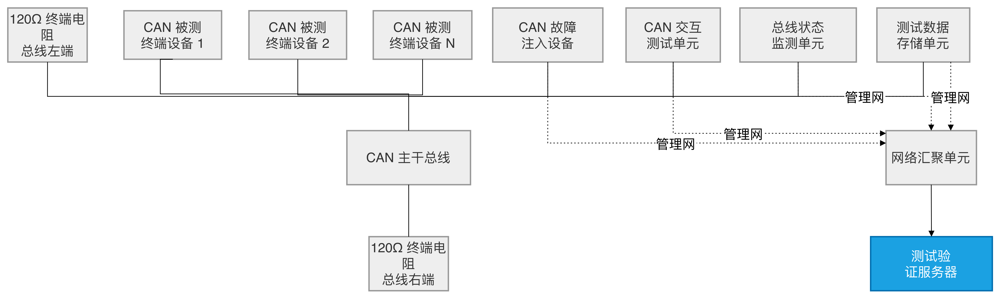 120Ω 终端电
阻
总线左端
CAN 被测
终端设备 1
CAN 被测
终端设备 2
CAN 被测
终端设备 N
CAN 故障
注入设备
CAN 交互
测试单元
总线状态
监测单元
测试数据
存储单元
管理网
管理网
管理网
管理网
CAN 主干总线
网络汇聚单元
120Ω 终端电
阻
总线右端
测试验
证服务器